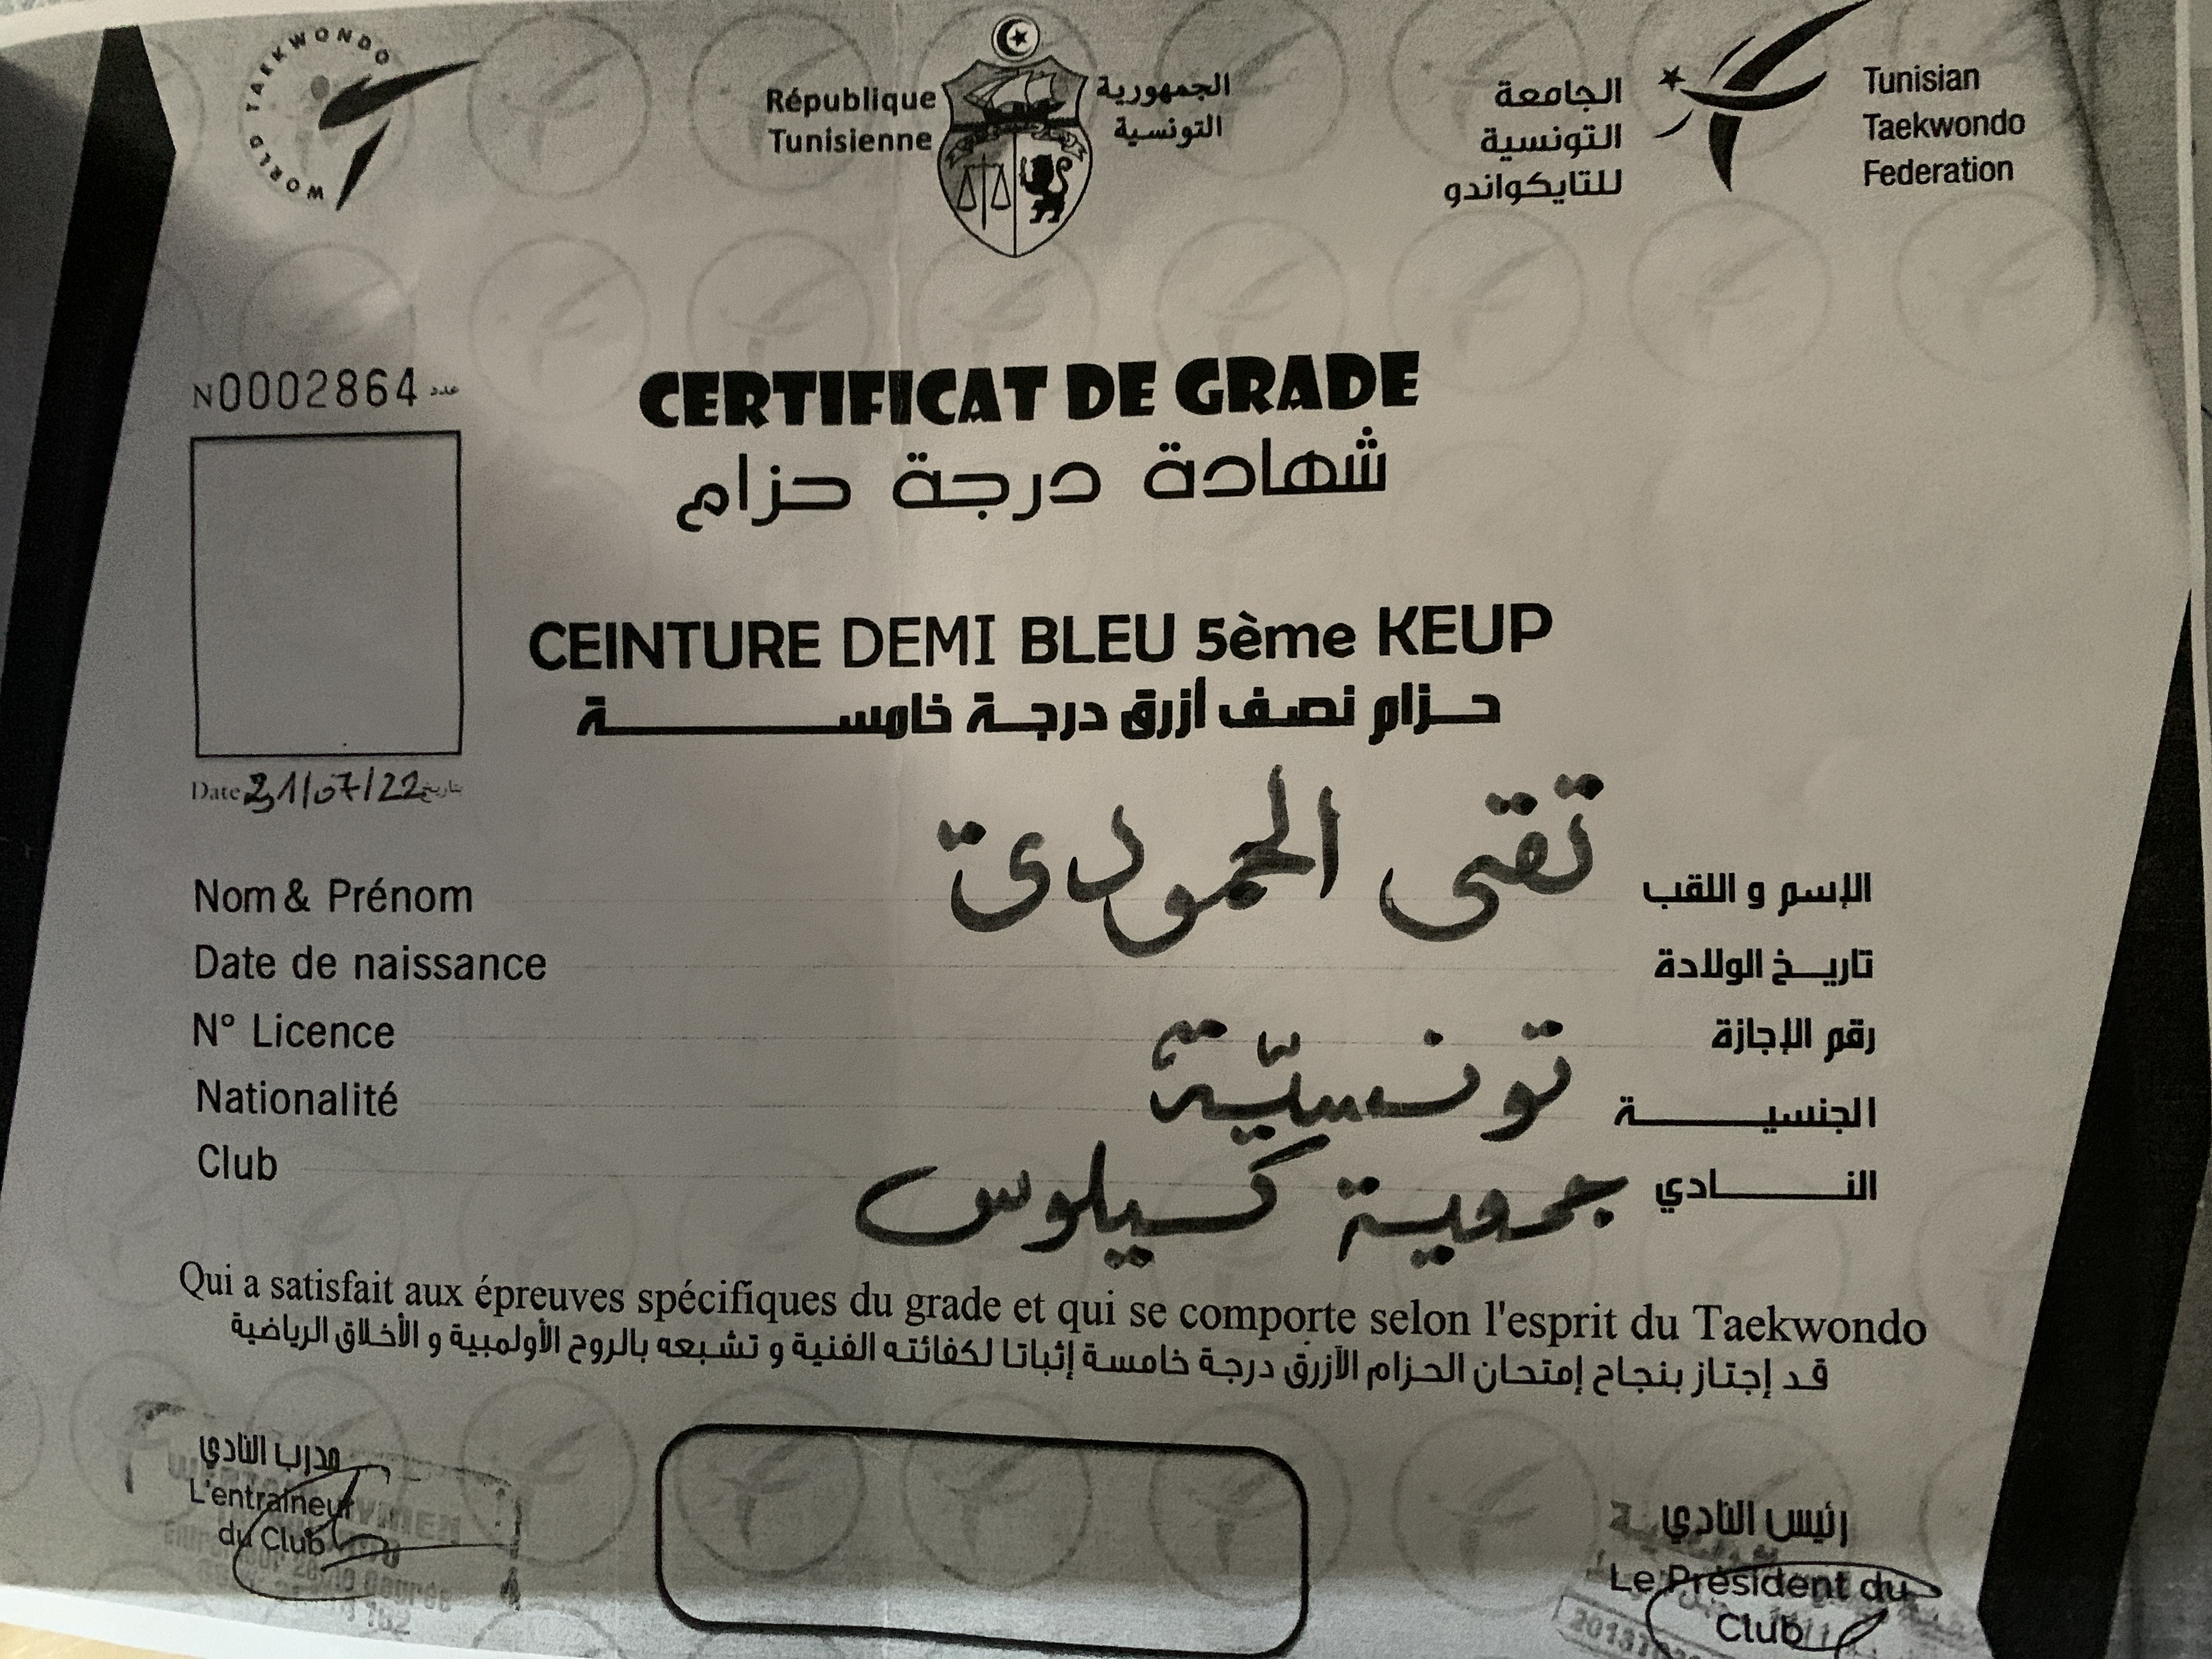 WORLD TAEKWONDO
République
Tunisienne
الجمهورية
التونسية
الجامعة
التونسية
للتايكواندو
Tunisian
Taekwondo
Federation
N0002864 عدد
CERTIFICAT DE GRADE
شهادة درجة حزام
CEINTURE DEMI BLEU 5ème KEUP
حزام نصف أزرق درجة خامسة
Date 31/07/22 تاريخ
Nom & Prénom تقى الحمودي الإسم و اللقب
Date de naissance تاريخ الولادة
N° Licence رقم الإجازة
Nationalité تونسيّة الجنسية
Club جمعية كسيلوس النادي
Qui a satisfait aux épreuves spécifiques du grade et qui se comporte selon l'esprit du Taekwondo
قد إجتاز بنجاح إمتحان الحزام الأزرق درجة خامسة إثباتا لكفائته الفنية و تشبعه بالروح الأولمبية و الأخلاق الرياضية
مدرب النادي
L'entraineur
du Club
رئيس النادي
Le Président du
Club